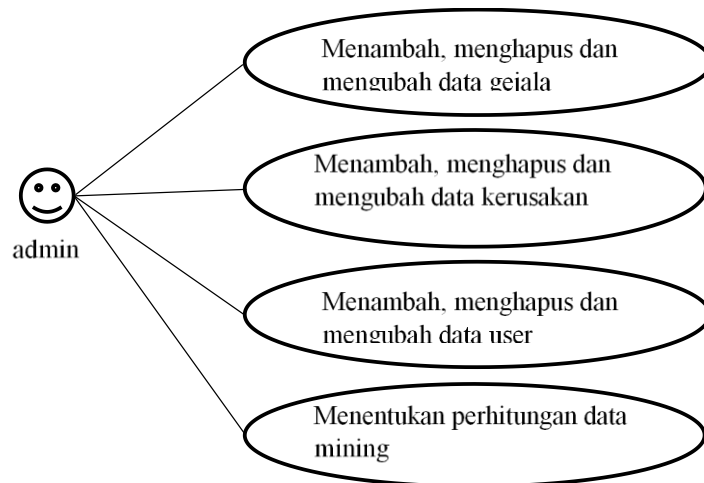 Menambah, menghapus dan
mengubah data gejala
Menambah, menghapus dan
mengubah data kerusakan
admin
Menambah, menghapus dan
mengubah data user
Menentukan perhitungan data
mining